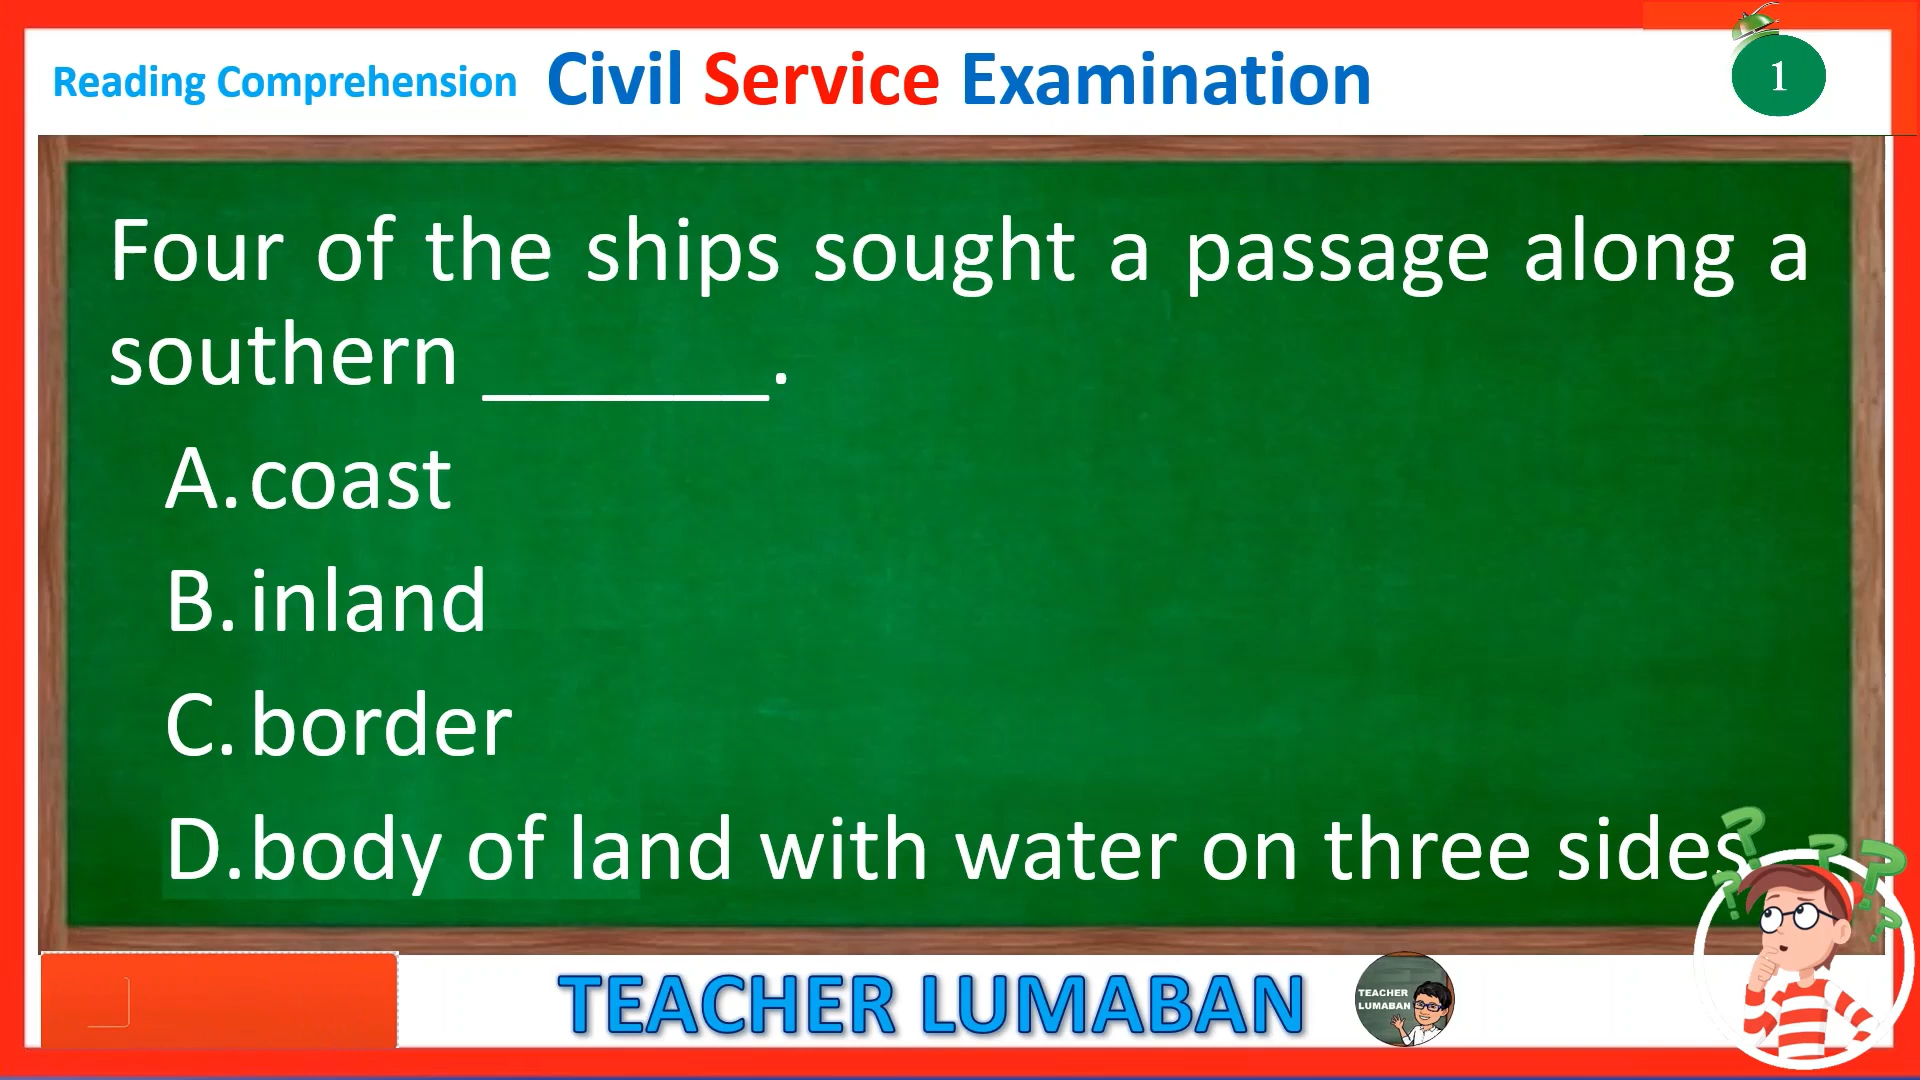 Reading Comprehension Civil Service Examination
1
Four of the ships sought a passage along a
southern ______.
A. coast
B. inland
C. border
D. body of land with water on three sides
TEACHER LUMABAN
TEACHER
LUMABAN